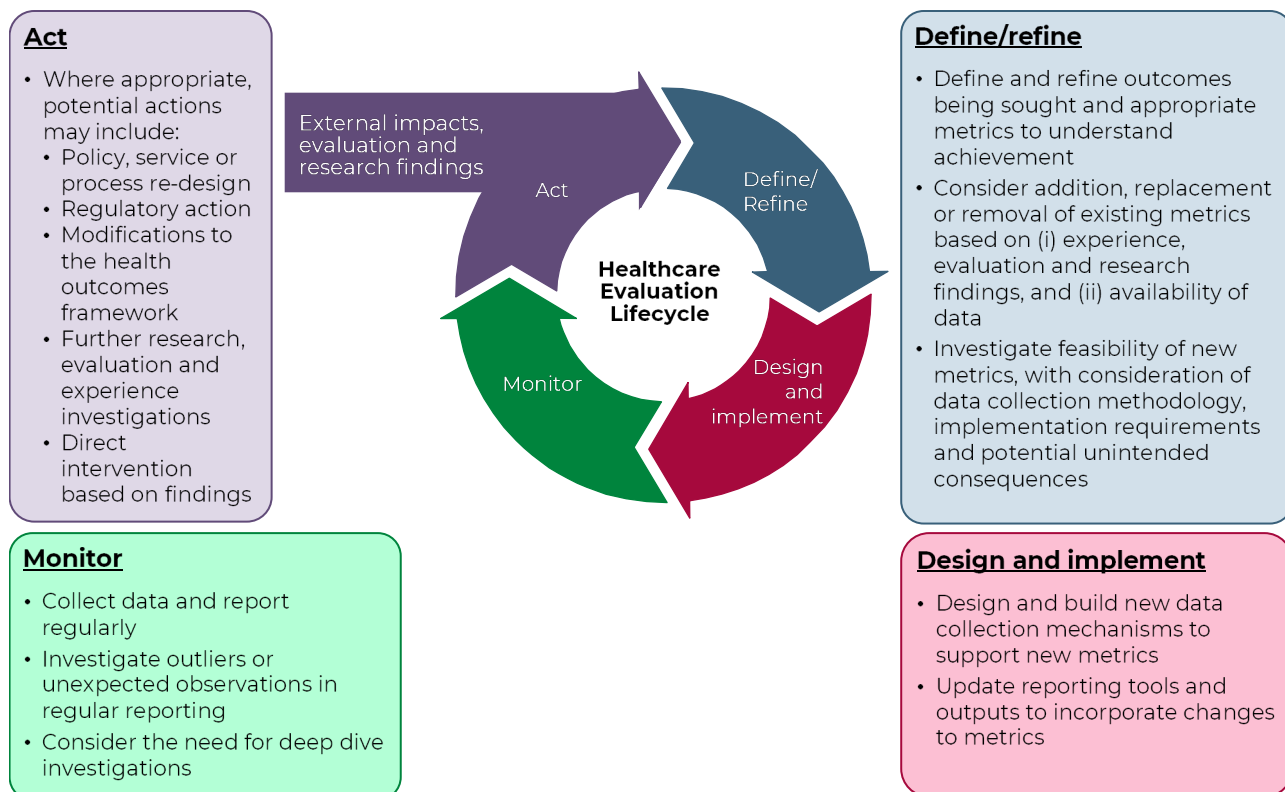 Act
• Where appropriate,
potential actions
may include:
• Policy, service or
process re-design
• Regulatory action
• Modifications to
the health
outcomes
framework
• Further research,
evaluation and
experience
investigations
• Direct
intervention
based on findings
External impacts,
evaluation and
research findings
Act
Define/
Refine
Healthcare
Evaluation
Lifecycle
Monitor
Design
and
implement
Define/refine
• Define and refine outcomes
being sought and appropriate
metrics to understand
achievement
• Consider addition, replacement
or removal of existing metrics
based on (i) experience,
evaluation and research
findings, and (ii) availability of
data
• Investigate feasibility of new
metrics, with consideration of
data collection methodology,
implementation requirements
and potential unintended
consequences
Monitor
• Collect data and report
regularly
• Investigate outliers or
unexpected observations in
regular reporting
• Consider the need for deep dive
investigations
Design and implement
• Design and build new data
collection mechanisms to
support new metrics
• Update reporting tools and
outputs to incorporate changes
to metrics